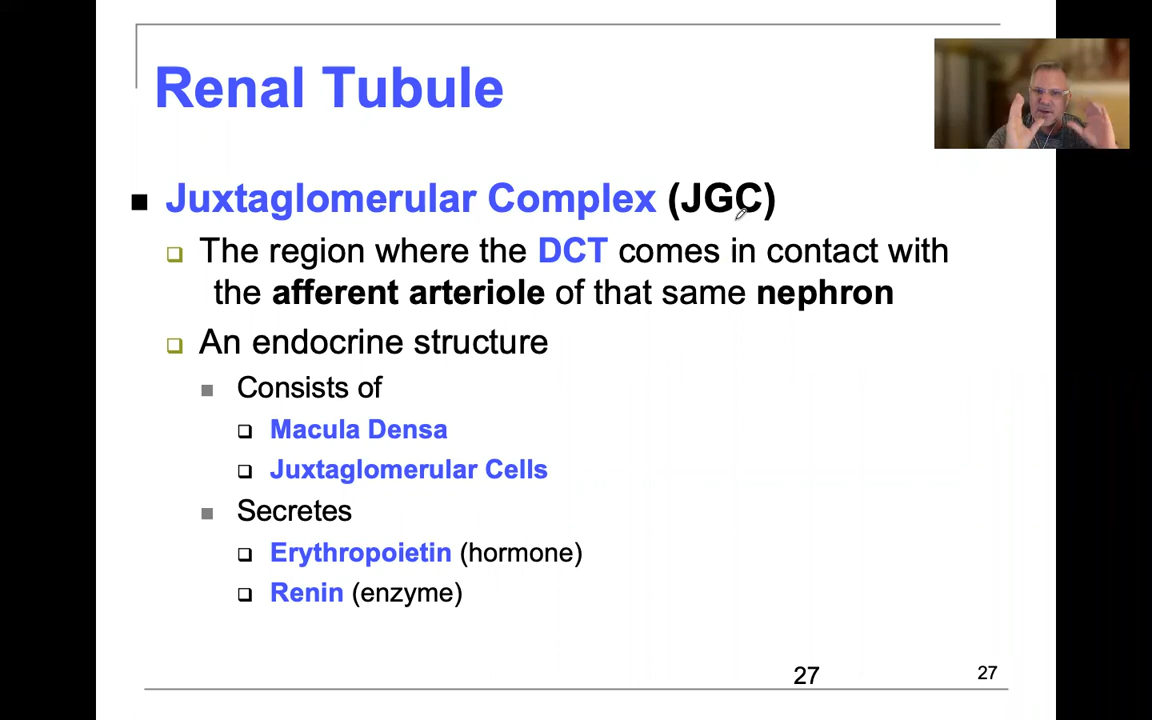 Renal Tubule
Juxtaglomerular Complex (JGC)
The region where the DCT comes in contact with
the afferent arteriole of that same nephron
An endocrine structure
Consists of
Macula Densa
Juxtaglomerular Cells
Secretes
Erythropoietin (hormone)
Renin (enzyme)
27 27